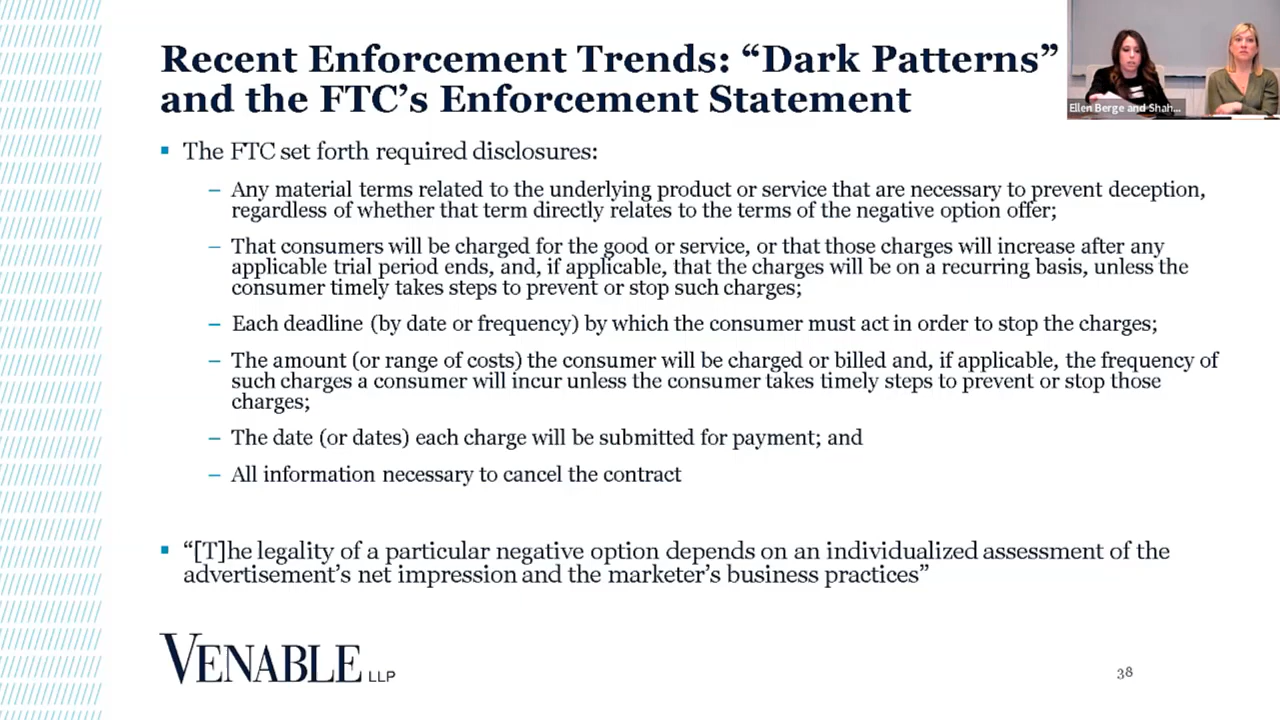 Recent Enforcement Trends: “Dark Patterns”
and the FTC’s Enforcement Statement
Ellen Berge and Shah...
▪ The FTC set forth required disclosures:
– Any material terms related to the underlying product or service that are necessary to prevent deception,
regardless of whether that term directly relates to the terms of the negative option offer;
– That consumers will be charged for the good or service, or that those charges will increase after any
applicable trial period ends, and, if applicable, that the charges will be on a recurring basis, unless the
consumer timely takes steps to prevent or stop such charges;
– Each deadline (by date or frequency) by which the consumer must act in order to stop the charges;
– The amount (or range of costs) the consumer will be charged or billed and, if applicable, the frequency of
such charges a consumer will incur unless the consumer takes timely steps to prevent or stop those
charges;
– The date (or dates) each charge will be submitted for payment; and
– All information necessary to cancel the contract
▪ “[T]he legality of a particular negative option depends on an individualized assessment of the
advertisement’s net impression and the marketer’s business practices”
VENABLE LLP
38